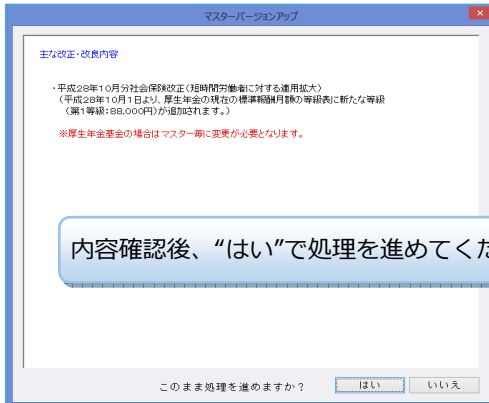 マスターバージョンアップ
主な改正・改良内容
・平成28年10月分社会保険改正(短時間労働者に対する適用拡大)
(平成28年10月1日より、厚生年金の現在の標準報酬月額の等級表に新たな等級
(第1等級:88,000円)が追加されます。)
※厚生年金基金の場合はマスター毎に変更が必要となります。
内容確認後、“はい”で処理を進めてくだ
このまま処理を進めますか?
はい
いいえ